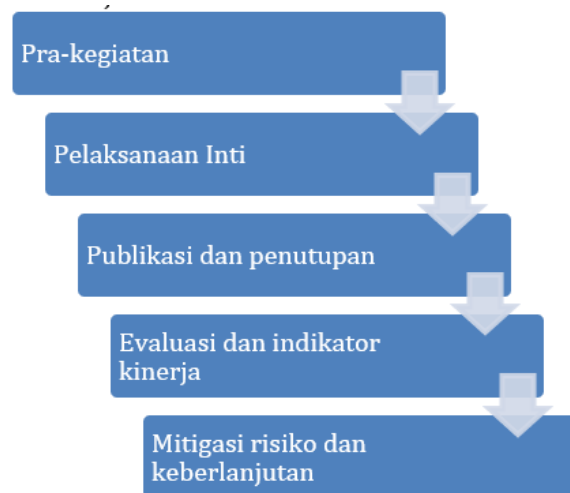 Pra-kegiatan
Pelaksanaan Inti
Publikasi dan penutupan
Evaluasi dan indikator
kinerja
Mitigasi risiko dan
keberlanjutan